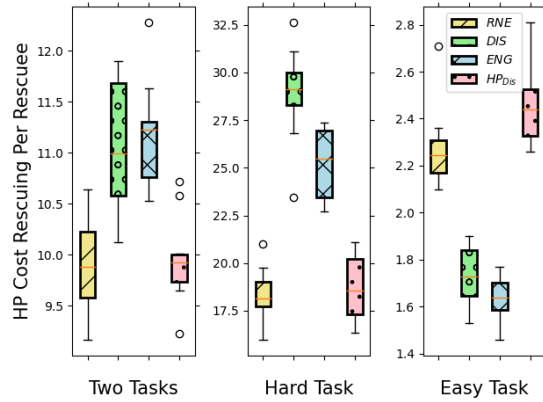 HP Cost Rescuing Per Rescuee
12.0
11.5
11.0
10.5
10.0
9.5
Two Tasks
32.5
30.0
27.5
25.0
22.5
20.0
17.5
Hard Task
2.8
2.6
2.4
2.2
2.0
1.8
1.6
1.4
Easy Task
RNE
DIS
ENG
HP_Dis